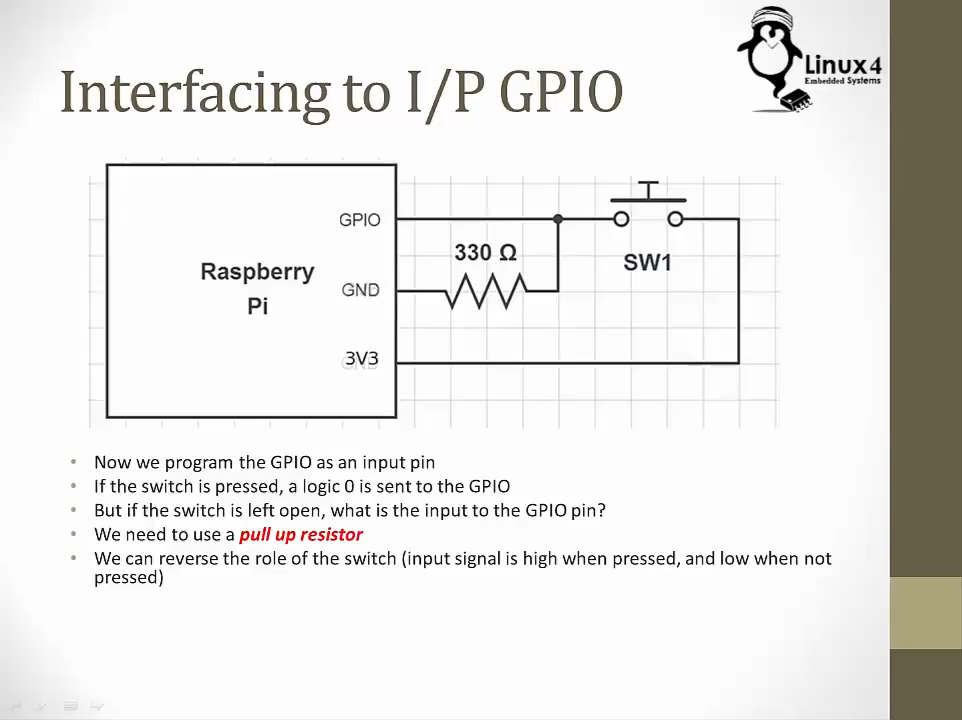 Linux4
Embedded Systems
Interfacing to I/P GPIO
GPIO
330 Ω
SW1
Raspberry
Pi
GND
3V3
• Now we program the GPIO as an input pin
• If the switch is pressed, a logic 0 is sent to the GPIO
• But if the switch is left open, what is the input to the GPIO pin?
• We need to use a pull up resistor
• We can reverse the role of the switch (input signal is high when pressed, and low when not
pressed)